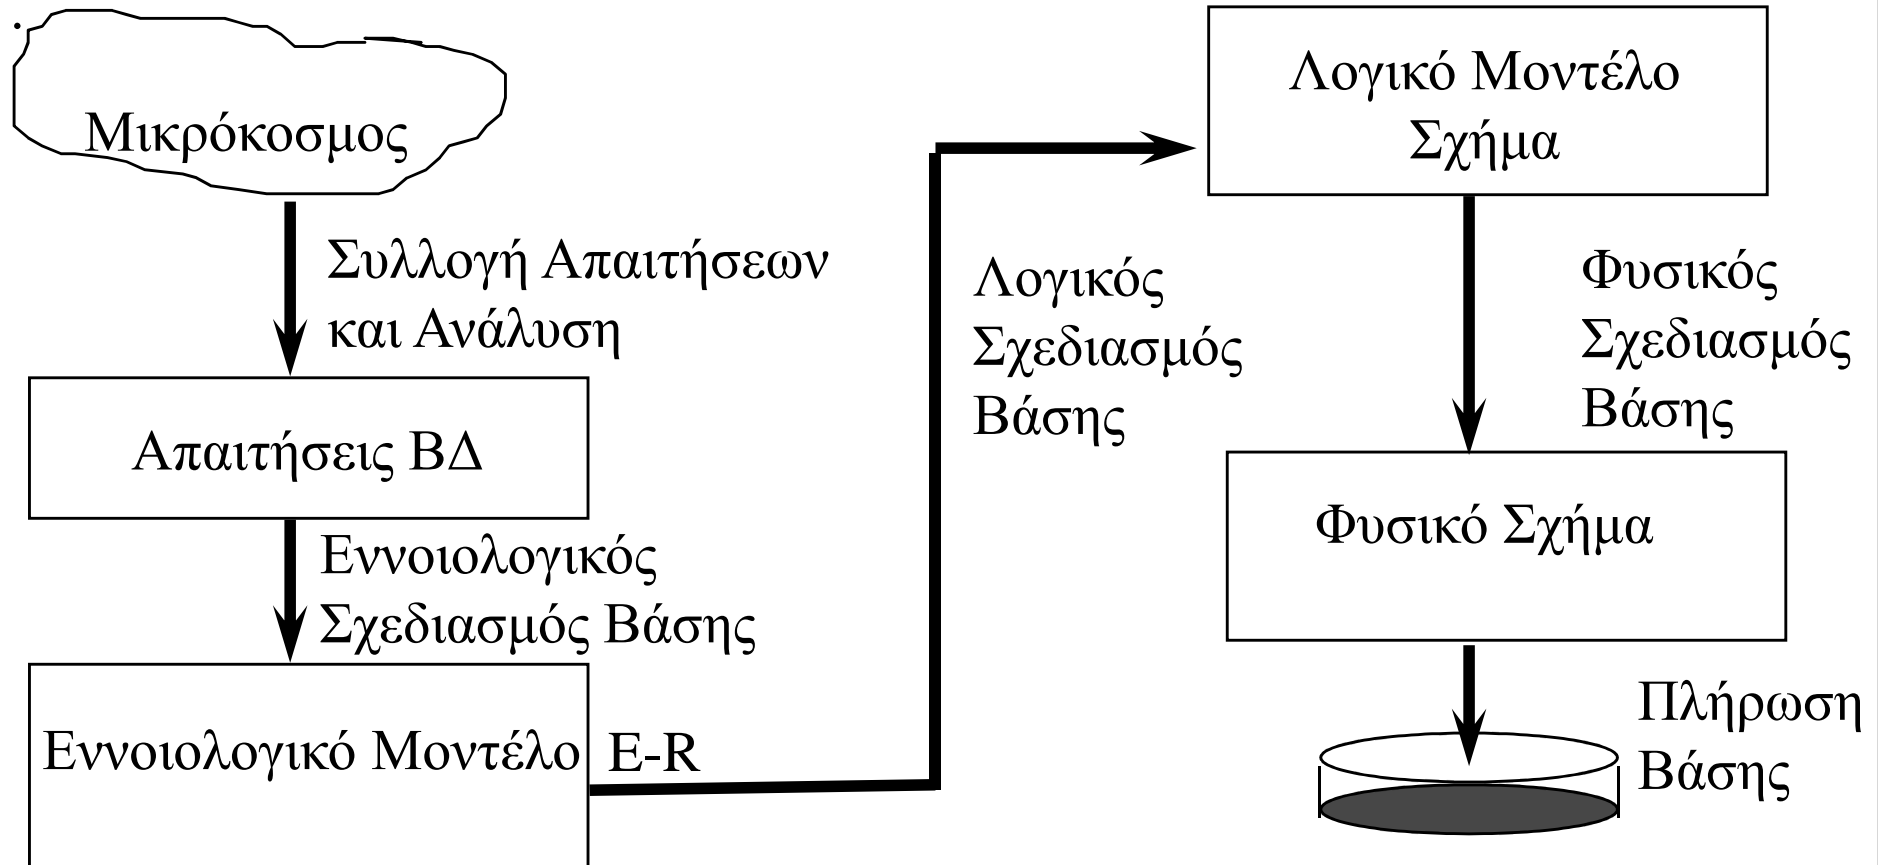 Μικρόκοσμος
Συλλογή Απαιτήσεων
και Ανάλυση
Απαιτήσεις ΒΔ
Εννοιολογικός
Σχεδιασμός Βάσης
Εννοιολογικό Μοντέλο
E-R
Λογικός
Σχεδιασμός
Βάσης
Λογικό Μοντέλο
Σχήμα
Φυσικός
Σχεδιασμός
Βάσης
Φυσικό Σχήμα
Πλήρωση
Βάσης